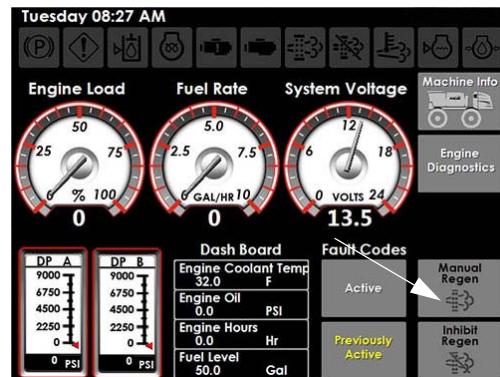 Tuesday 08:27 AM
Engine Load
Fuel Rate
System Voltage
Machine Info
25
50
75
0
%
100
0
2.5
5.0
7.5
0
GAL/HR
10
0
6
12
18
0
VOLTS
24
13.5
Engine
Diagnostics
DP A
9000
6750
4500
2250
0
0 PSI
DP B
9000
6750
4500
2250
0
0 PSI
Dash Board
Engine Coolant Temp
32.0 F
Engine Oil
0.0 PSI
Engine Hours
0.0 Hr
Fuel Level
50.0 Gal
Fault Codes
Active
Previously
Active
Manual
Regen
Inhibit
Regen